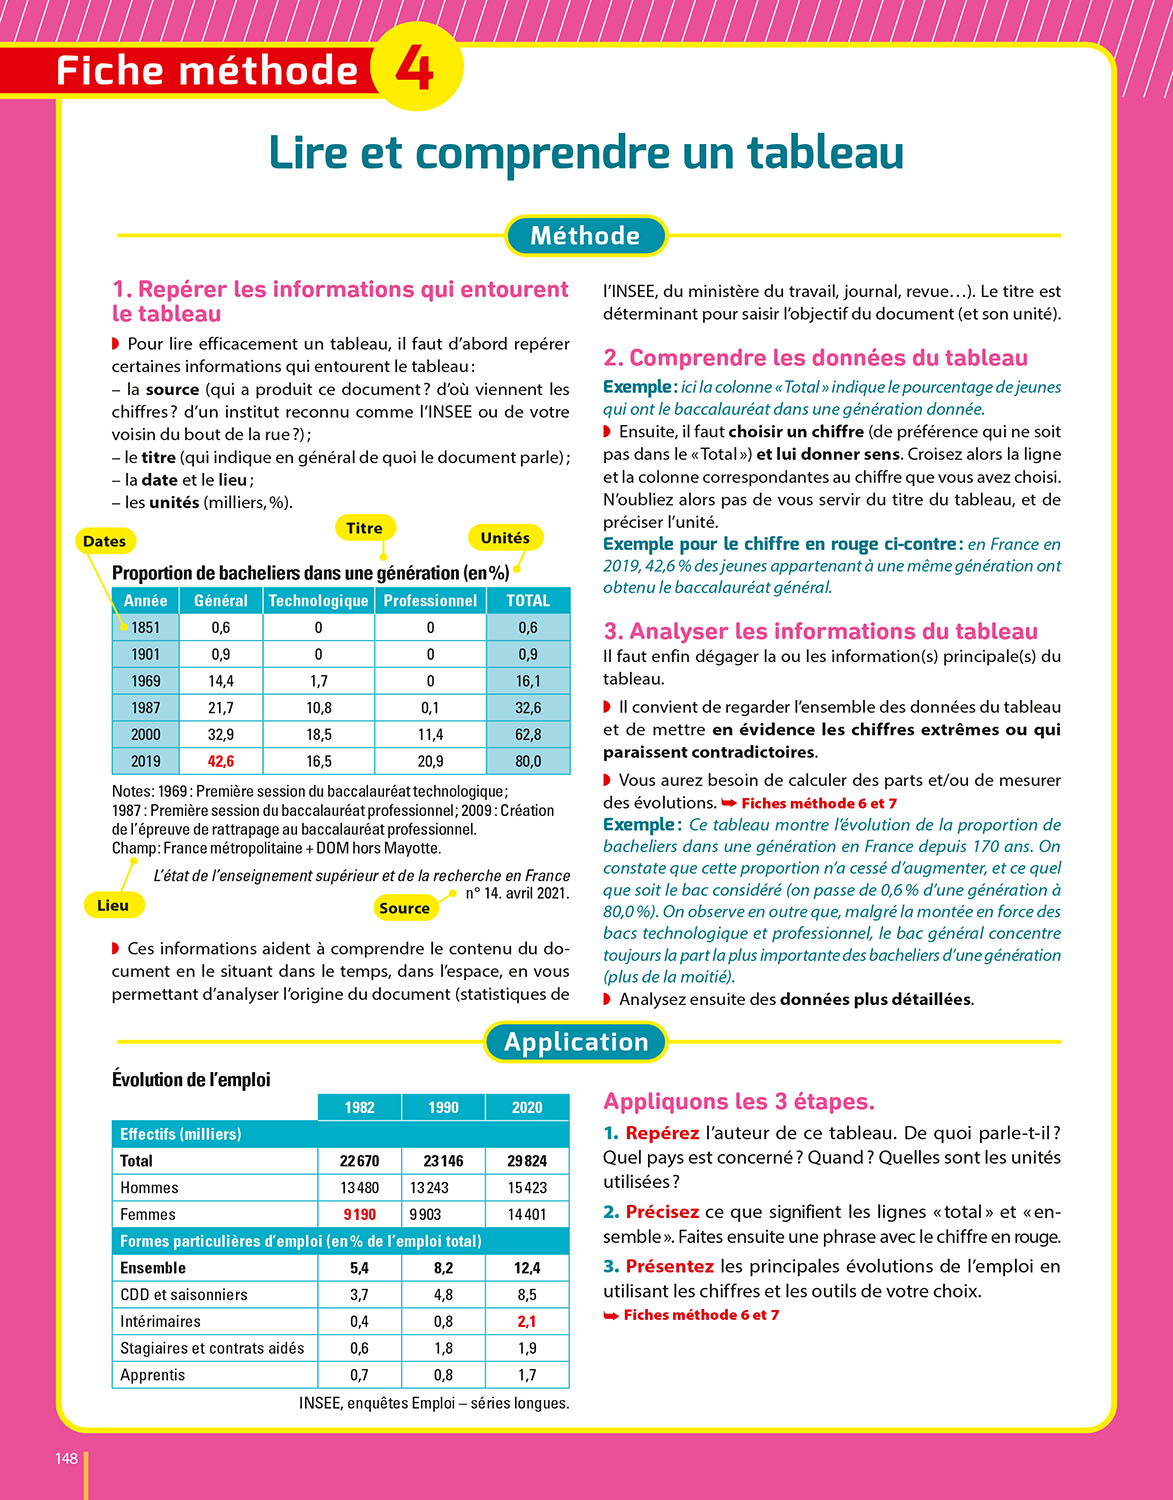 Fiche méthode 4
Lire et comprendre un tableau
Méthode
1. Repérer les informations qui entourent
le tableau
◗ Pour lire efficacement un tableau, il faut d’abord repérer
certaines informations qui entourent le tableau :
– la source (qui a produit ce document ? d’où viennent les
chiffres ? d’un institut reconnu comme l’INSEE ou de votre
voisin du bout de la rue ?) ;
– le titre (qui indique en général de quoi le document parle) ;
– la date et le lieu ;
– les unités (milliers, %).
Dates
Titre
Unités
Proportion de bacheliers dans une génération (en %)
Année Général Technologique Professionnel TOTAL
1851 0,6 0 0 0,6
1901 0,9 0 0 0,9
1969 14,4 1,7 0 16,1
1987 21,7 10,8 0,1 32,6
2000 32,9 18,5 11,4 62,8
2019 42,6 16,5 20,9 80,0
Notes : 1969 : Première session du baccalauréat technologique ;
1987 : Première session du baccalauréat professionnel ; 2009 : Création
de l’épreuve de rattrapage au baccalauréat professionnel.
Champ : France métropolitaine + DOM hors Mayotte.
L’état de l’enseignement supérieur et de la recherche en France
n° 14. avril 2021.
Lieu
Source
◗ Ces informations aident à comprendre le contenu du do-
cument en le situant dans le temps, dans l’espace, en vous
permettant d’analyser l’origine du document (statistiques de
l’INSEE, du ministère du travail, journal, revue…). Le titre est
déterminant pour saisir l’objectif du document (et son unité).
2. Comprendre les données du tableau
Exemple : ici la colonne « Total » indique le pourcentage de jeunes
qui ont le baccalauréat dans une génération donnée.
◗ Ensuite, il faut choisir un chiffre (de préférence qui ne soit
pas dans le « Total ») et lui donner sens. Croisez alors la ligne
et la colonne correspondantes au chiffre que vous avez choisi.
N’oubliez alors pas de vous servir du titre du tableau, et de
préciser l’unité.
Exemple pour le chiffre en rouge ci-contre : en France en
2019, 42,6 % des jeunes appartenant à une même génération ont
obtenu le baccalauréat général.
3. Analyser les informations du tableau
Il faut enfin dégager la ou les information(s) principale(s) du
tableau.
◗ Il convient de regarder l’ensemble des données du tableau
et de mettre en évidence les chiffres extrêmes ou qui
paraissent contradictoires.
◗ Vous aurez besoin de calculer des parts et/ou de mesurer
des évolutions. ➥ Fiches méthode 6 et 7
Exemple : Ce tableau montre l’évolution de la proportion de
bacheliers dans une génération en France depuis 170 ans. On
constate que cette proportion n’a cessé d’augmenter, et ce quel
que soit le bac considéré (on passe de 0,6 % d’une génération à
80,0 %). On observe en outre que, malgré la montée en force des
bacs technologique et professionnel, le bac général concentre
toujours la part la plus importante des bacheliers d’une génération
(plus de la moitié).
◗ Analysez ensuite des données plus détaillées.
Application
Évolution de l’emploi
1982 1990 2020
Effectifs (milliers)
Total 22 670 23 146 29 824
Hommes 13 480 13 243 15 423
Femmes 9 190 9 903 14 401
Formes particulières d’emploi (en % de l’emploi total)
Ensemble 5,4 8,2 12,4
CDD et saisonniers 3,7 4,8 8,5
Intérimaires 0,4 0,8 2,1
Stagiaires et contrats aidés 0,6 1,8 1,9
Apprentis 0,7 0,8 1,7
INSEE, enquêtes Emploi – séries longues.
Appliquons les 3 étapes.
1. Repérez l’auteur de ce tableau. De quoi parle-t-il ?
Quel pays est concerné ? Quand ? Quelles sont les unités
utilisées ?
2. Précisez ce que signifient les lignes « total » et « en-
semble ». Faites ensuite une phrase avec le chiffre en rouge.
3. Présentez les principales évolutions de l’emploi en
utilisant les chiffres et les outils de votre choix.
➥ Fiches méthode 6 et 7
148